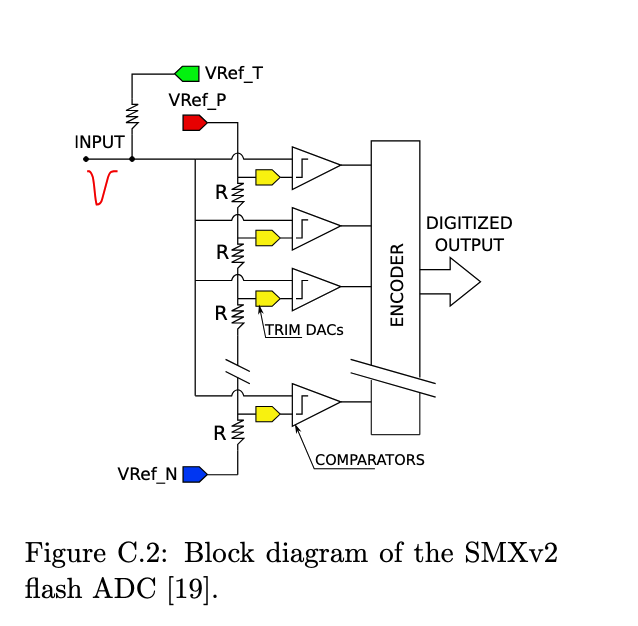 VRef_T
VRef_P
INPUT
R
R
R
R
TRIM DACs
DIGITIZED
OUTPUT
ENCODER
COMPARATORS
VRef_N
Figure C.2: Block diagram of the SMXv2
flash ADC [19].